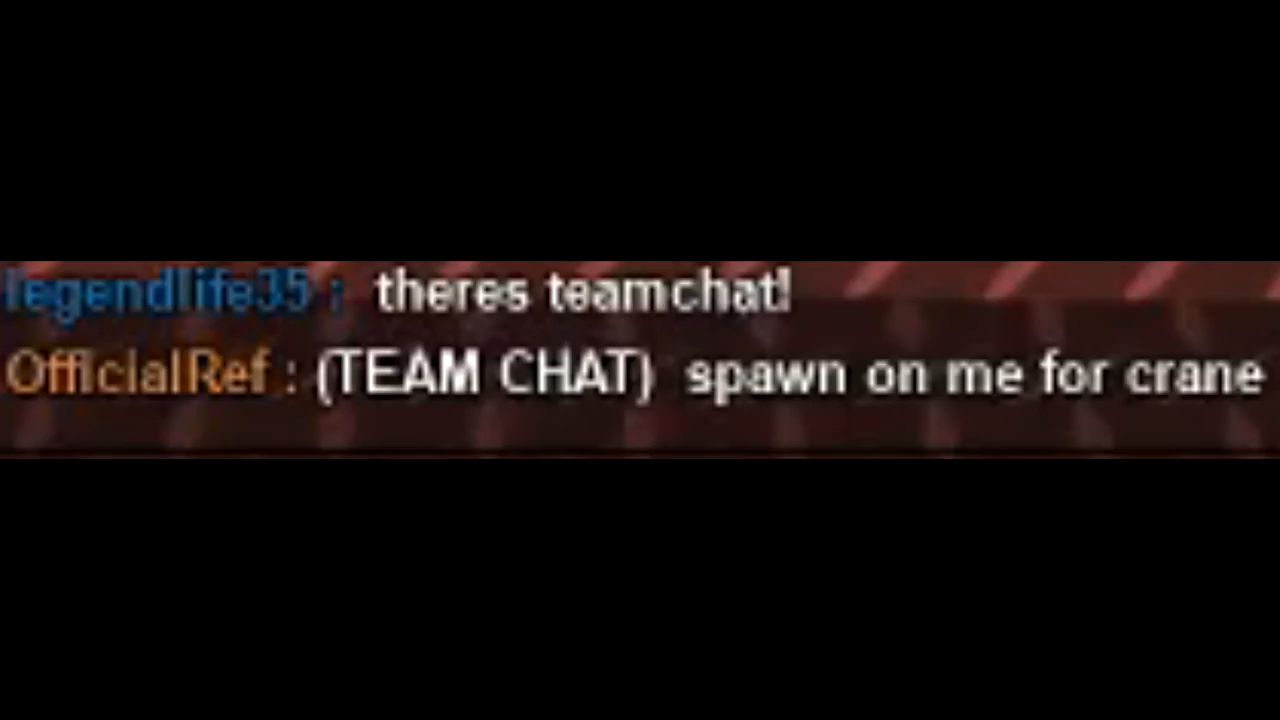 legendlife35 : theres teamchat!
OfficialRef : (TEAM CHAT) spawn on me for crane